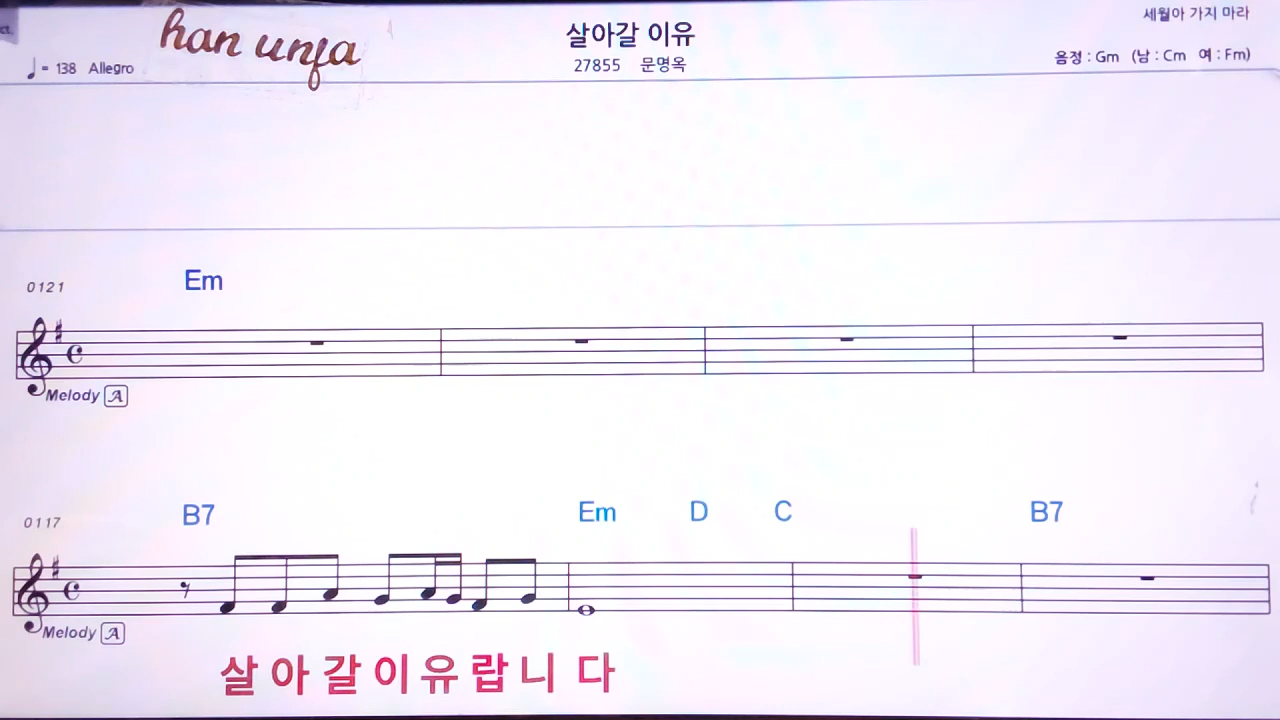 ct.
han unfa
살아갈 이유
세월아 가지 마라
♩= 138 Allegro
27855 문명옥
음정 : Gm (남 : Cm 여 : Fm)
0121
Em
Melody A
0117
B7 Em D C B7
Melody A
살 아 갈 이 유 랍 니 다